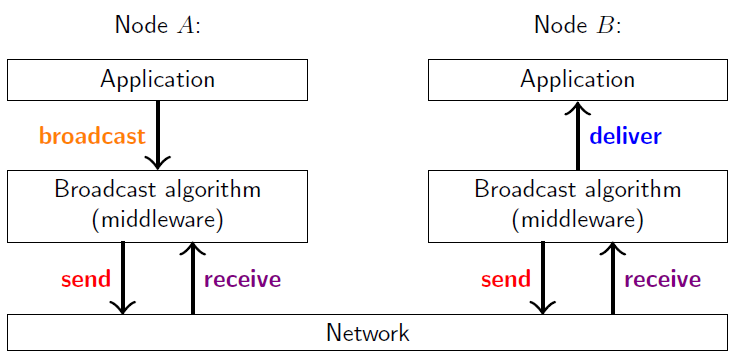 Node A:
Node B:
Application
Application
broadcast
deliver
Broadcast algorithm
(middleware)
Broadcast algorithm
(middleware)
send
receive
send
receive
Network